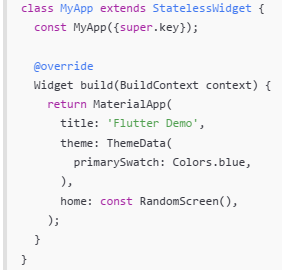 class MyApp extends StatelessWidget {
  const MyApp({super.key});

  @override
  Widget build(BuildContext context) {
    return MaterialApp(
      title: 'Flutter Demo',
      theme: ThemeData(
        primarySwatch: Colors.blue,
      ),
      home: const RandomScreen(),
    );
  }
}